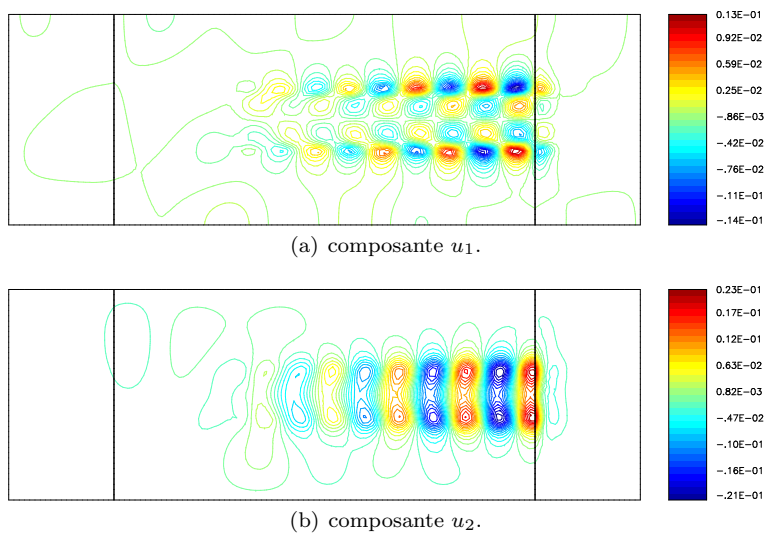 0.13E-01
0.92E-02
0.59E-02
0.25E-02
-.86E-03
-.42E-02
-.76E-02
-.11E-01
-.14E-01
(a) composante u₁.
0.23E-01
0.17E-01
0.12E-01
0.63E-02
0.82E-03
-.47E-02
-.10E-01
-.16E-01
-.21E-01
(b) composante u₂.